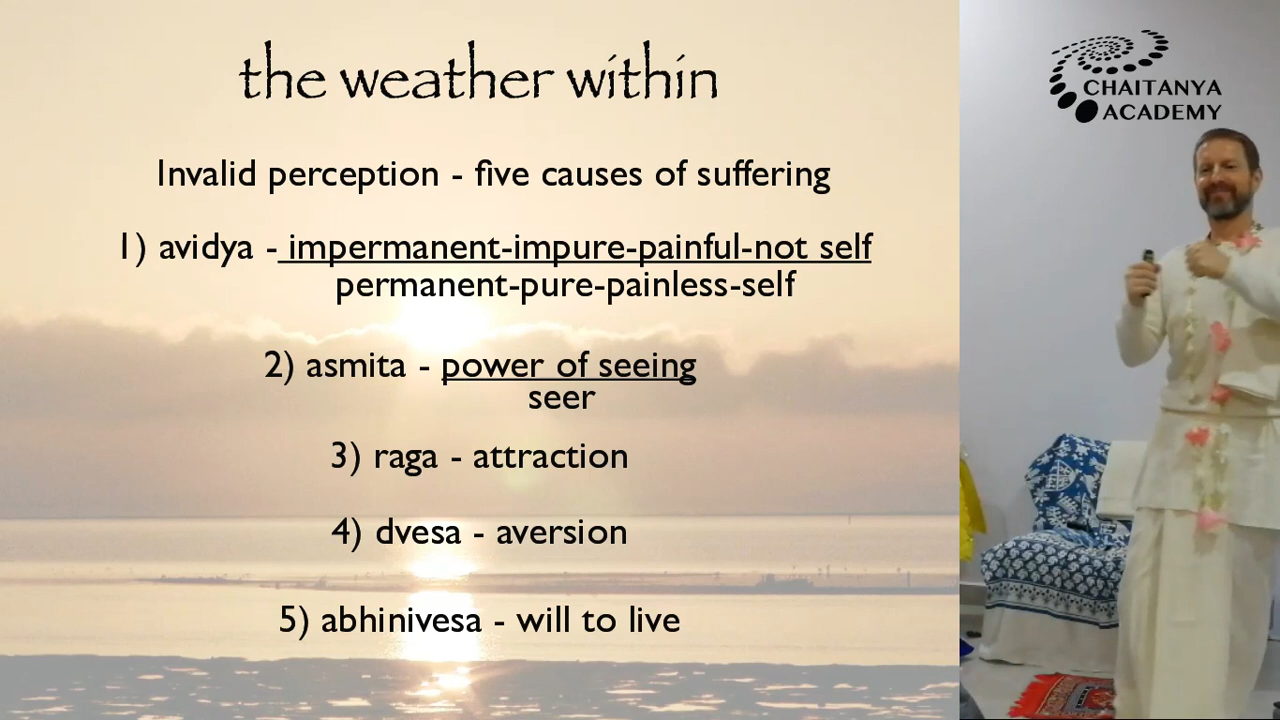 the weather within
Invalid perception - five causes of suffering
1) avidya - impermanent-impure-painful-not self
permanent-pure-painless-self
2) asmita - power of seeing
seer
3) raga - attraction
4) dvesa - aversion
5) abhinivesa - will to live
CHAITANYA
ACADEMY